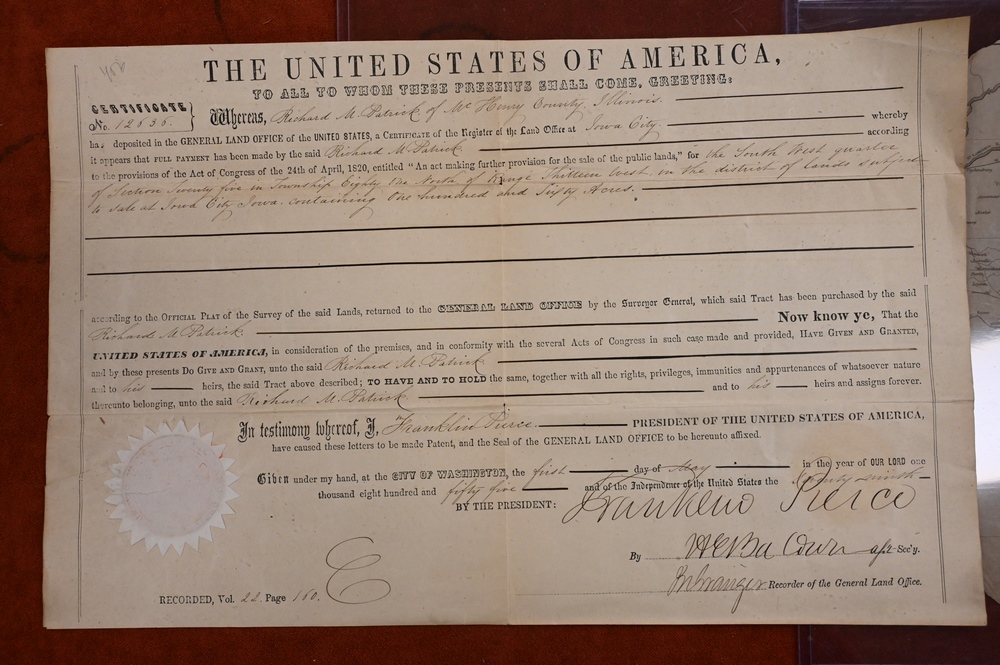 THE UNITED STATES OF AMERICA,
TO ALL TO WHOM THESE PRESENTS SHALL COME, GREETING:
CERTIFICATE
No. 12636
Whereas, Richard M. Patrick of Mc Henry County, Illinois. whereby
has deposited in the GENERAL LAND OFFICE of the UNITED STATES, a CERTIFICATE of the Register of the Land Office at Iowa City according
it appears that FULL PAYMENT has been made by the said Richard M. Patrick
to the provisions of the Act of Congress of the 24th of April, 1820, entitled "An act making further provision for the sale of the public lands," for the South West quarter
of Section Twenty five in Township Eighty One North of Range Thirteen West in the district of lands subject
to sale at Iowa City Iowa. containing One hundred and Sixty Acres.
according to the OFFICIAL PLAT of the Survey of the said Lands, returned to the GENERAL LAND OFFICE by the Surveyor General, which said Tract has been purchased by the said
Richard M. Patrick Now know ye, That the
UNITED STATES OF AMERICA, in consideration of the premises, and in conformity with the several Acts of Congress in such case made and provided, HAVE GIVEN AND GRANTED,
and by these presents DO GIVE AND GRANT, unto the said Richard M. Patrick
and to his heirs, the said Tract above described; TO HAVE AND TO HOLD the same, together with all the rights, privileges, immunities and appurtenances of whatsoever nature
thereunto belonging, unto the said Richard M. Patrick and to his heirs and assigns forever.
In testimony whereof, I, Franklin Pierce PRESIDENT OF THE UNITED STATES OF AMERICA,
have caused these letters to be made Patent, and the Seal of the GENERAL LAND OFFICE to be hereunto affixed.
Given under my hand, at the CITY OF WASHINGTON, the first day of May in the year of OUR LORD one
thousand eight hundred and fifty five and of the Independence of the United States the Seventy ninth
BY THE PRESIDENT: Franklin Pierce
By Sec'y.
Recorder of the General Land Office.
RECORDED, Vol. 22 Page 160.